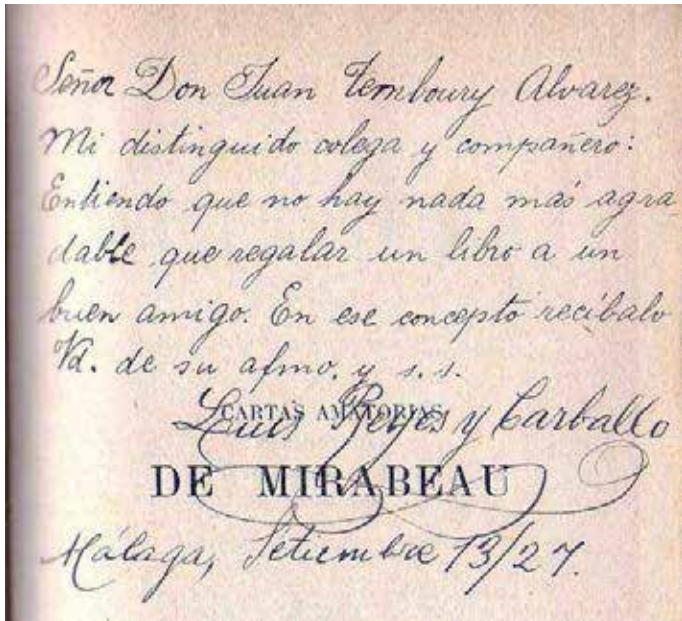 Señor Don Juan Temboury Alvarez.
Mi distinguido colega y compañero:
Entiendo que no hay nada más agra
dable que regalar un libro a un
buen amigo. En ese concepto recíbalo
Vd. de su afmo. y s.s.
Luis Reyes y Carballo
CARTAS AMATORIAS
DE MIRABEAU
Málaga, Setiembre 13/27.